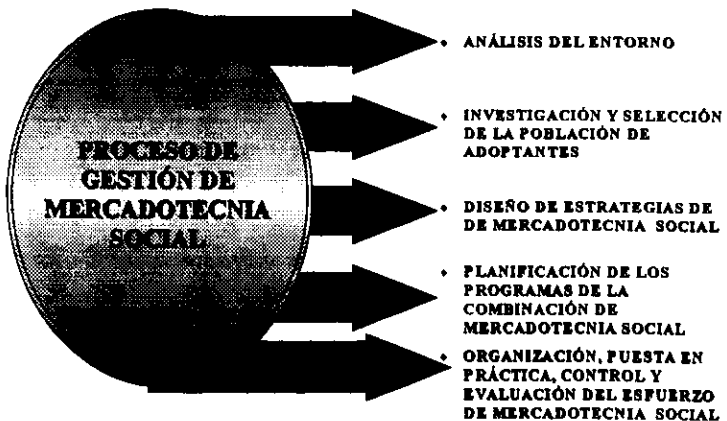 PROCESO DE
GESTIÓN DE
MERCADOTECNIA
SOCIAL
• ANÁLISIS DEL ENTORNO
• INVESTIGACIÓN Y SELECCIÓN
DE LA POBLACIÓN DE
ADOPTANTES
• DISEÑO DE ESTRATEGIAS DE
DE MERCADOTECNIA SOCIAL
• PLANIFICACIÓN DE LOS
PROGRAMAS DE LA
COMBINACIÓN DE
MERCADOTECNIA SOCIAL
• ORGANIZACIÓN, PUESTA EN
PRÁCTICA, CONTROL Y
EVALUACIÓN DEL ESFUERZO
DE MERCADOTECNIA SOCIAL